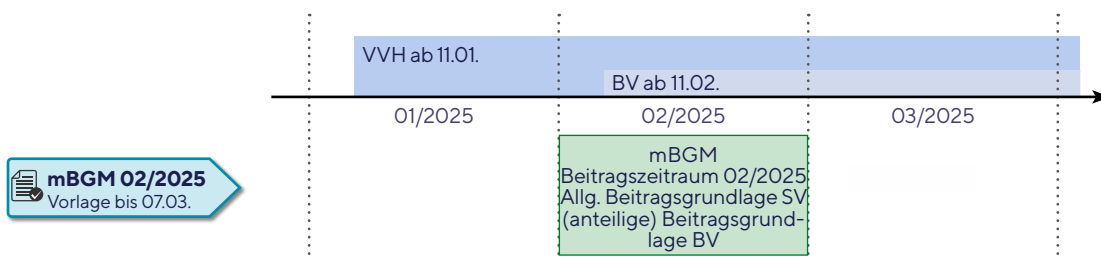 VVH ab 11.01.
BV ab 11.02.
01/2025
02/2025
03/2025
mBGM 02/2025
Vorlage bis 07.03.
mBGM
Beitragszeitraum 02/2025
Allg. Beitragsgrundlage SV
(anteilige) Beitragsgrund-
lage BV